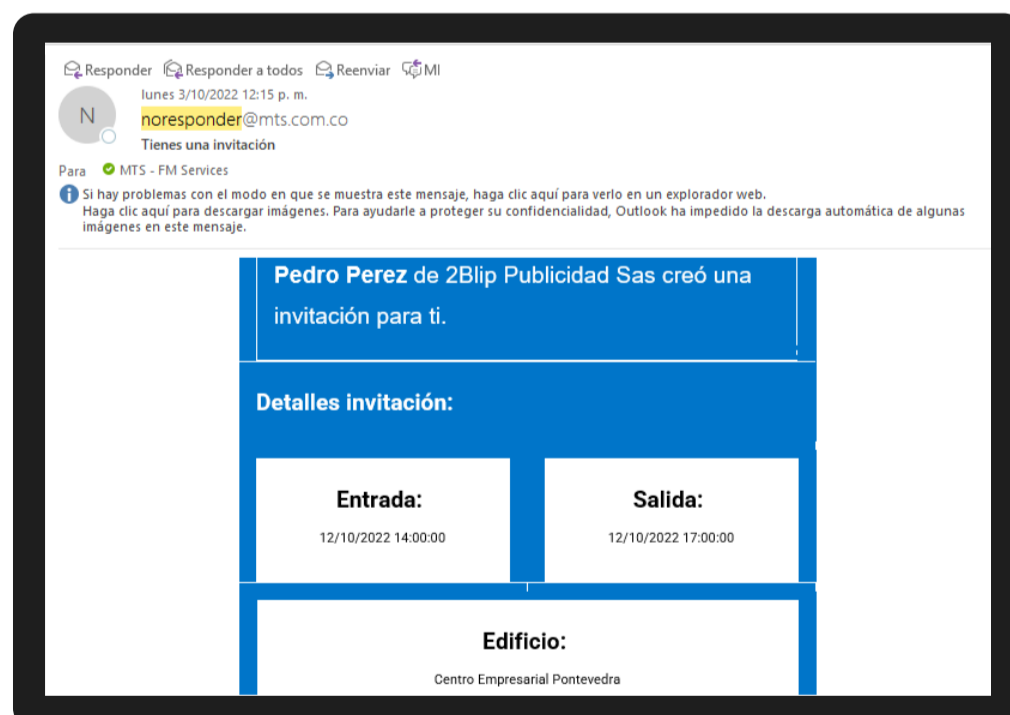 Responder Responder a todos Reenviar MI
lunes 3/10/2022 12:15 p. m.
N
noresponder@mts.com.co
Tienes una invitación
Para MTS - FM Services
Si hay problemas con el modo en que se muestra este mensaje, haga clic aquí para verlo en un explorador web.
Haga clic aquí para descargar imágenes. Para ayudarle a proteger su confidencialidad, Outlook ha impedido la descarga automática de algunas
imágenes en este mensaje.
Pedro Perez de 2Blip Publicidad Sas creó una
invitación para ti.
Detalles invitación:
Entrada:
12/10/2022 14:00:00
Salida:
12/10/2022 17:00:00
Edificio:
Centro Empresarial Pontevedra